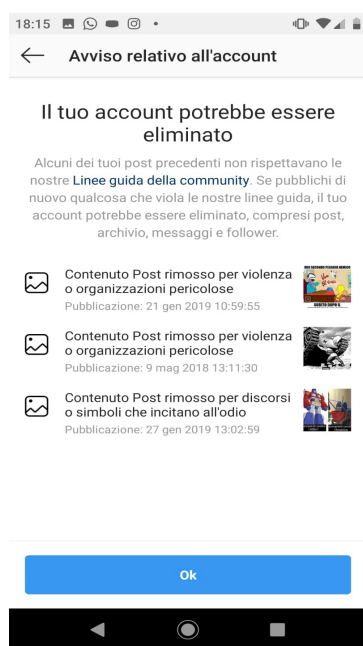 18:15
Avviso relativo all'account
Il tuo account potrebbe essere
eliminato
Alcuni dei tuoi post precedenti non rispettavano le
nostre Linee guida della community. Se pubblichi di
nuovo qualcosa che viola le nostre linee guida, il tuo
account potrebbe essere eliminato, compresi post,
archivio, messaggi e follower.
Contenuto Post rimosso per violenza
o organizzazioni pericolose
Pubblicazione: 21 gen 2019 10:59:55
SUBITO DOPO IL
Contenuto Post rimosso per violenza
o organizzazioni pericolose
Pubblicazione: 9 mag 2018 13:11:30
Contenuto Post rimosso per discorsi
o simboli che incitano all'odio
Pubblicazione: 27 gen 2019 13:02:59
Ok